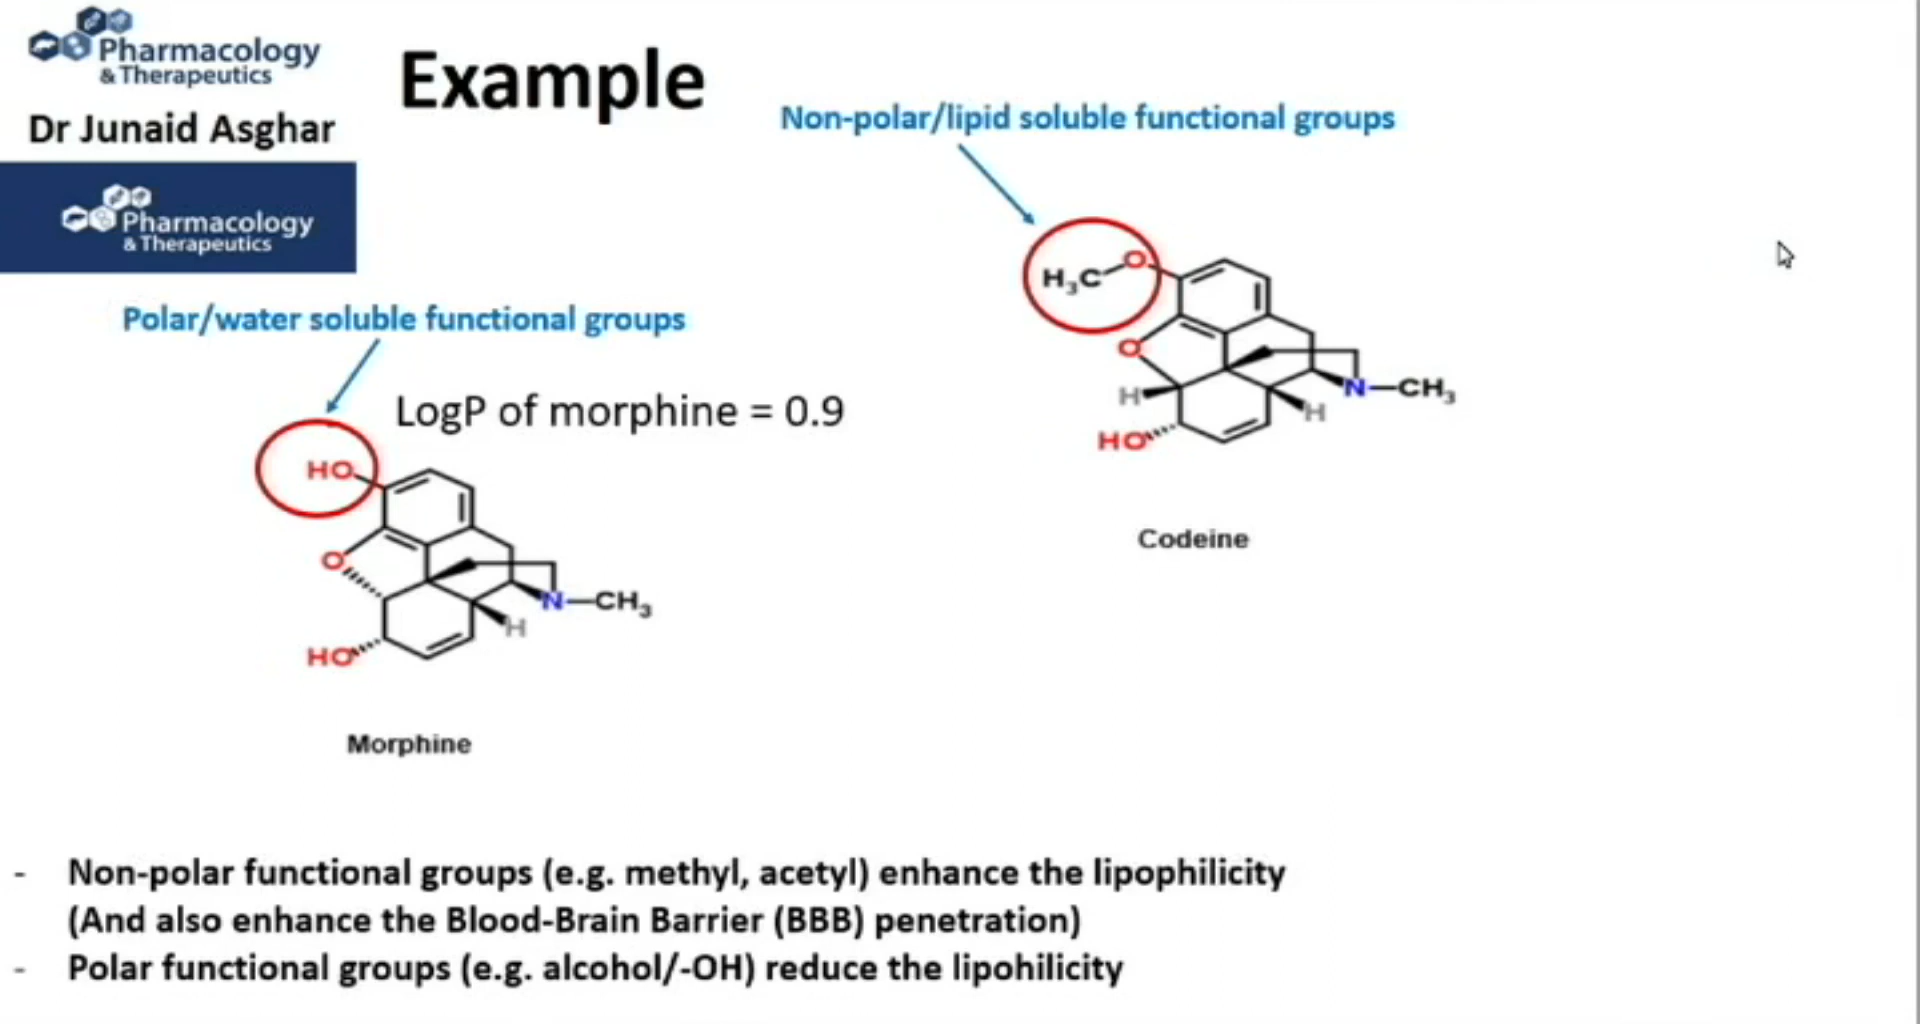 Pharmacology
& Therapeutics
Example
Dr Junaid Asghar
Non-polar/lipid soluble functional groups
Pharmacology
& Therapeutics
Polar/water soluble functional groups
LogP of morphine = 0.9
H₃C
O
O
H
N—CH₃
H
HO
Codeine
HO
O
N—CH₃
H
HO
Morphine
- Non-polar functional groups (e.g. methyl, acetyl) enhance the lipophilicity
(And also enhance the Blood-Brain Barrier (BBB) penetration)
- Polar functional groups (e.g. alcohol/-OH) reduce the lipohilicity